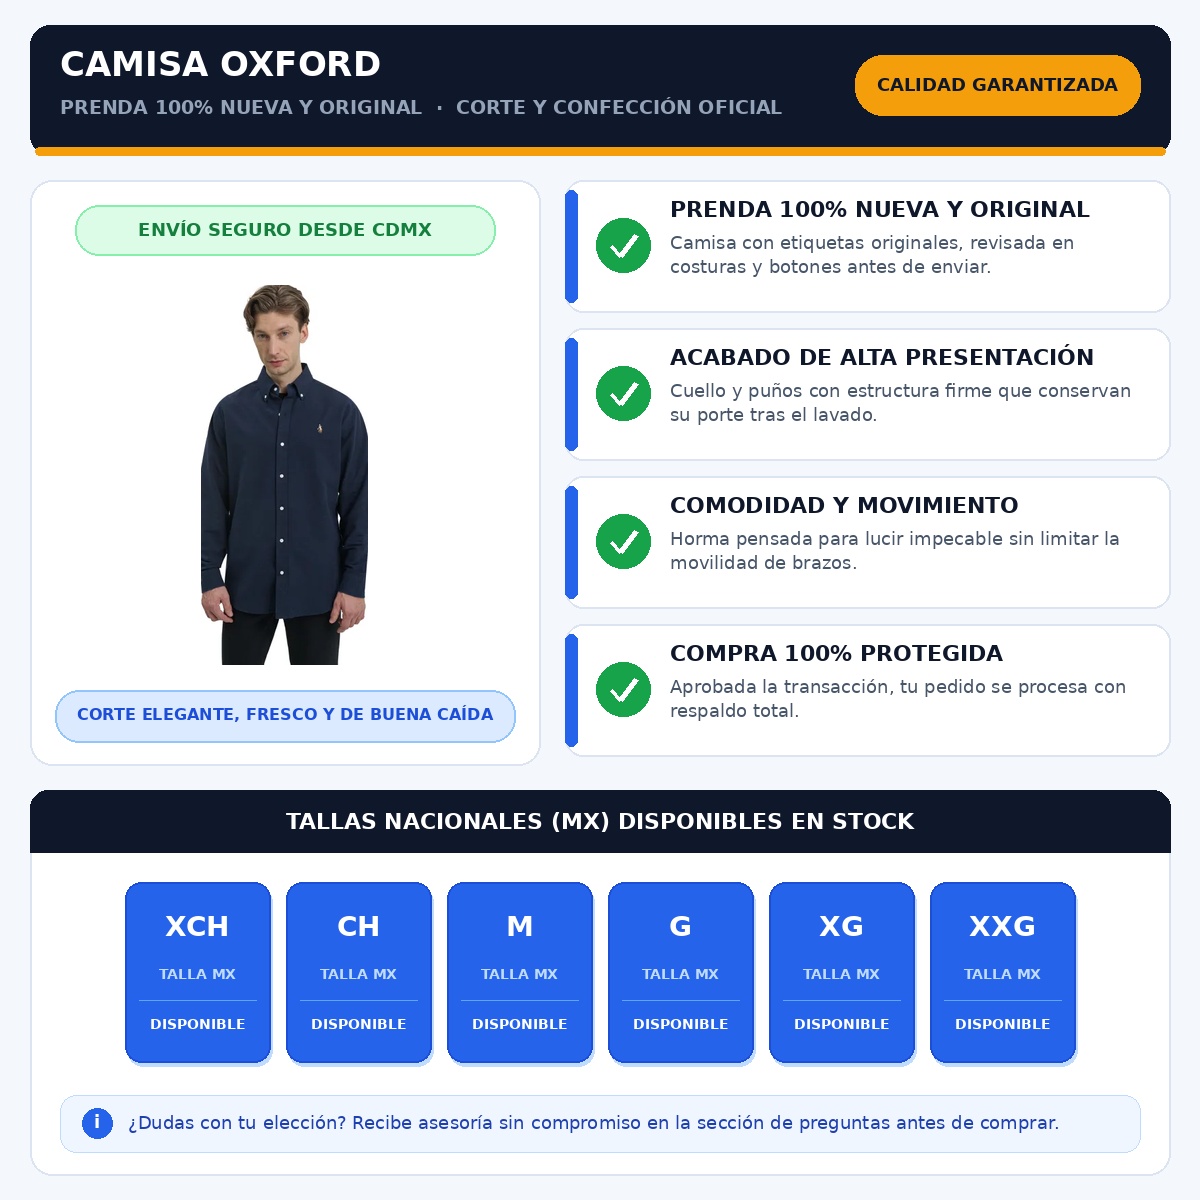 CAMISA OXFORD
PRENDA 100% NUEVA Y ORIGINAL · CORTE Y CONFECCIÓN OFICIAL
CALIDAD GARANTIZADA
ENVÍO SEGURO DESDE CDMX
CORTE ELEGANTE, FRESCO Y DE BUENA CAÍDA
PRENDA 100% NUEVA Y ORIGINAL
Camisa con etiquetas originales, revisada en
costuras y botones antes de enviar.
ACABADO DE ALTA PRESENTACIÓN
Cuello y puños con estructura firme que conservan
su porte tras el lavado.
COMODIDAD Y MOVIMIENTO
Horma pensada para lucir impecable sin limitar la
movilidad de brazos.
COMPRA 100% PROTEGIDA
Aprobada la transacción, tu pedido se procesa con
respaldo total.
TALLAS NACIONALES (MX) DISPONIBLES EN STOCK
XCH
TALLA MX
DISPONIBLE
CH
TALLA MX
DISPONIBLE
M
TALLA MX
DISPONIBLE
G
TALLA MX
DISPONIBLE
XG
TALLA MX
DISPONIBLE
XXG
TALLA MX
DISPONIBLE
i
¿Dudas con tu elección? Recibe asesoría sin compromiso en la sección de preguntas antes de comprar.